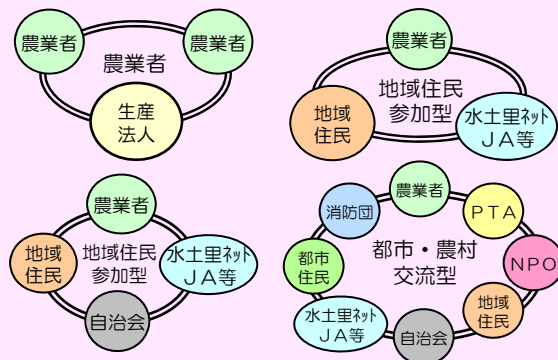 農業者
農業者
農業者
生産
法人
農業者
地域住民
参加型
地域
住民
水土里ネット
ＪＡ等
農業者
地域
住民
地域住民
参加型
水土里ネット
ＪＡ等
自治会
農業者
消防団
ＰＴＡ
都市
住民
都市・農村
交流型
ＮＰＯ
水土里ネット
ＪＡ等
地域
住民
自治会